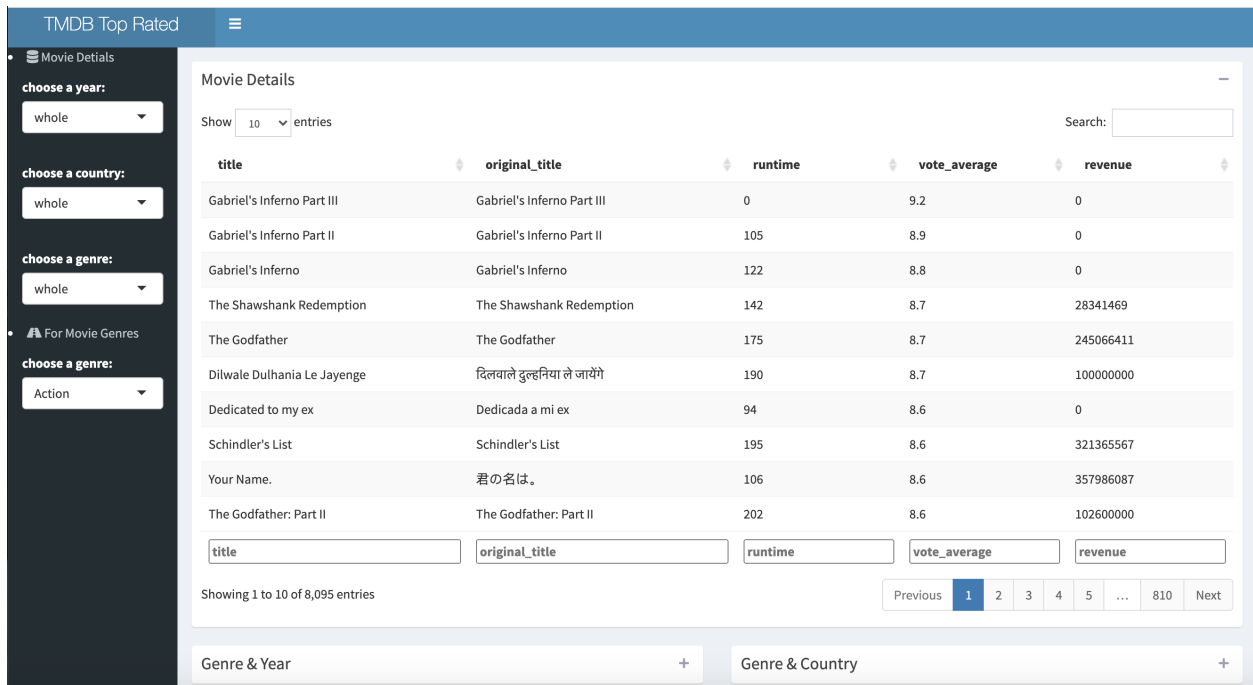 TMDB Top Rated
Movie Detials
choose a year:
whole
choose a country:
whole
choose a genre:
whole
For Movie Genres
choose a genre:
Action
Movie Details
Show 10 entries Search:
title original_title runtime vote_average revenue
Gabriel's Inferno Part III Gabriel's Inferno Part III 0 9.2 0
Gabriel's Inferno Part II Gabriel's Inferno Part II 105 8.9 0
Gabriel's Inferno Gabriel's Inferno 122 8.8 0
The Shawshank Redemption The Shawshank Redemption 142 8.7 28341469
The Godfather The Godfather 175 8.7 245066411
Dilwale Dulhania Le Jayenge दिलवाले दुल्हनिया ले जायेंगे 190 8.7 100000000
Dedicated to my ex Dedicada a mi ex 94 8.6 0
Schindler's List Schindler's List 195 8.6 321365567
Your Name. 君の名は。 106 8.6 357986087
The Godfather: Part II The Godfather: Part II 202 8.6 102600000
title original_title runtime vote_average revenue
Showing 1 to 10 of 8,095 entries Previous 1 2 3 4 5 … 810 Next
Genre & Year + Genre & Country +